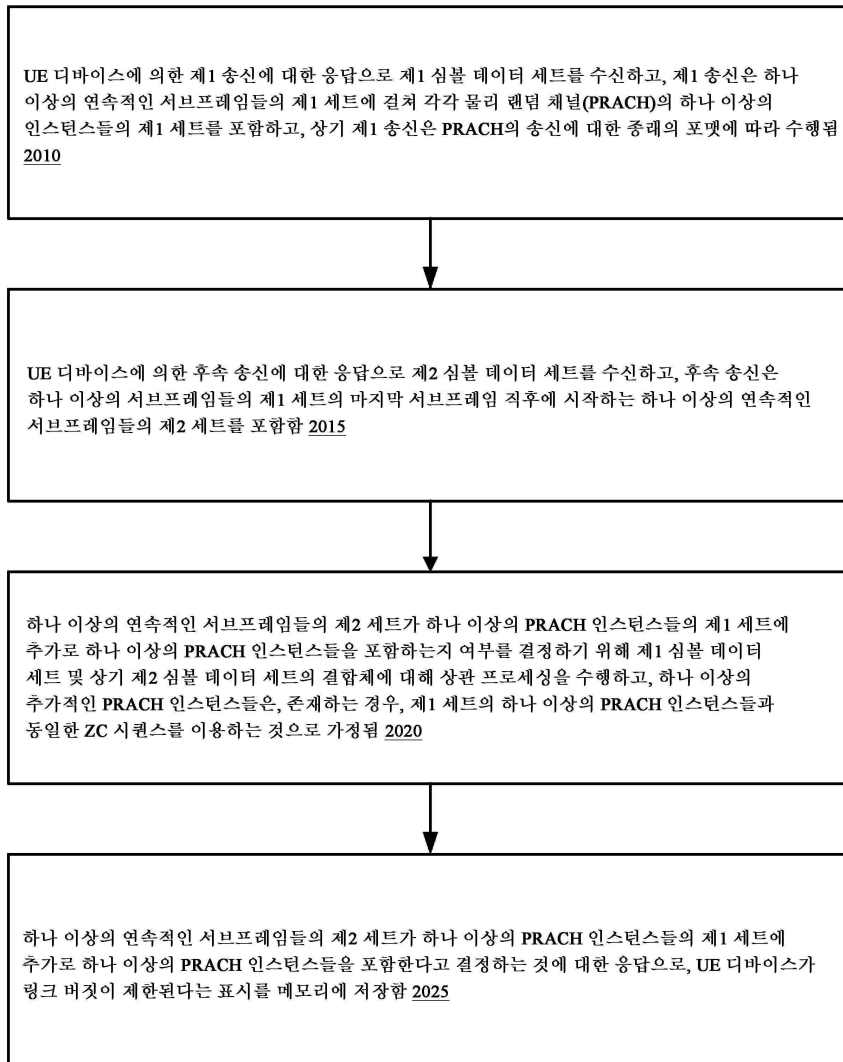 UE 디바이스에 의한 제1 송신에 대한 응답으로 제1 심볼 데이터 세트를 수신하고, 제1 송신은 하나
이상의 연속적인 서브프레임들의 제1 세트에 걸쳐 각각 물리 랜덤 채널(PRACH)의 하나 이상의
인스턴스들의 제1 세트를 포함하고, 상기 제1 송신은 PRACH의 송신에 대한 종래의 포맷에 따라 수행됨
2010
UE 디바이스에 의한 후속 송신에 대한 응답으로 제2 심볼 데이터 세트를 수신하고, 후속 송신은
하나 이상의 서브프레임들의 제1 세트의 마지막 서브프레임 직후에 시작하는 하나 이상의 연속적인
서브프레임들의 제2 세트를 포함함 2015
하나 이상의 연속적인 서브프레임들의 제2 세트가 하나 이상의 PRACH 인스턴스들의 제1 세트에
추가로 하나 이상의 PRACH 인스턴스들을 포함하는지 여부를 결정하기 위해 제1 심볼 데이터
세트 및 상기 제2 심볼 데이터 세트의 결합체에 대해 상관 프로세싱을 수행하고, 하나 이상의
추가적인 PRACH 인스턴스들은, 존재하는 경우, 제1 세트의 하나 이상의 PRACH 인스턴스들과
동일한 ZC 시퀀스를 이용하는 것으로 가정됨 2020
하나 이상의 연속적인 서브프레임들의 제2 세트가 하나 이상의 PRACH 인스턴스들의 제1 세트에
추가로 하나 이상의 PRACH 인스턴스들을 포함한다고 결정하는 것에 대한 응답으로, UE 디바이스가
링크 버짓이 제한된다는 표시를 메모리에 저장함 2025